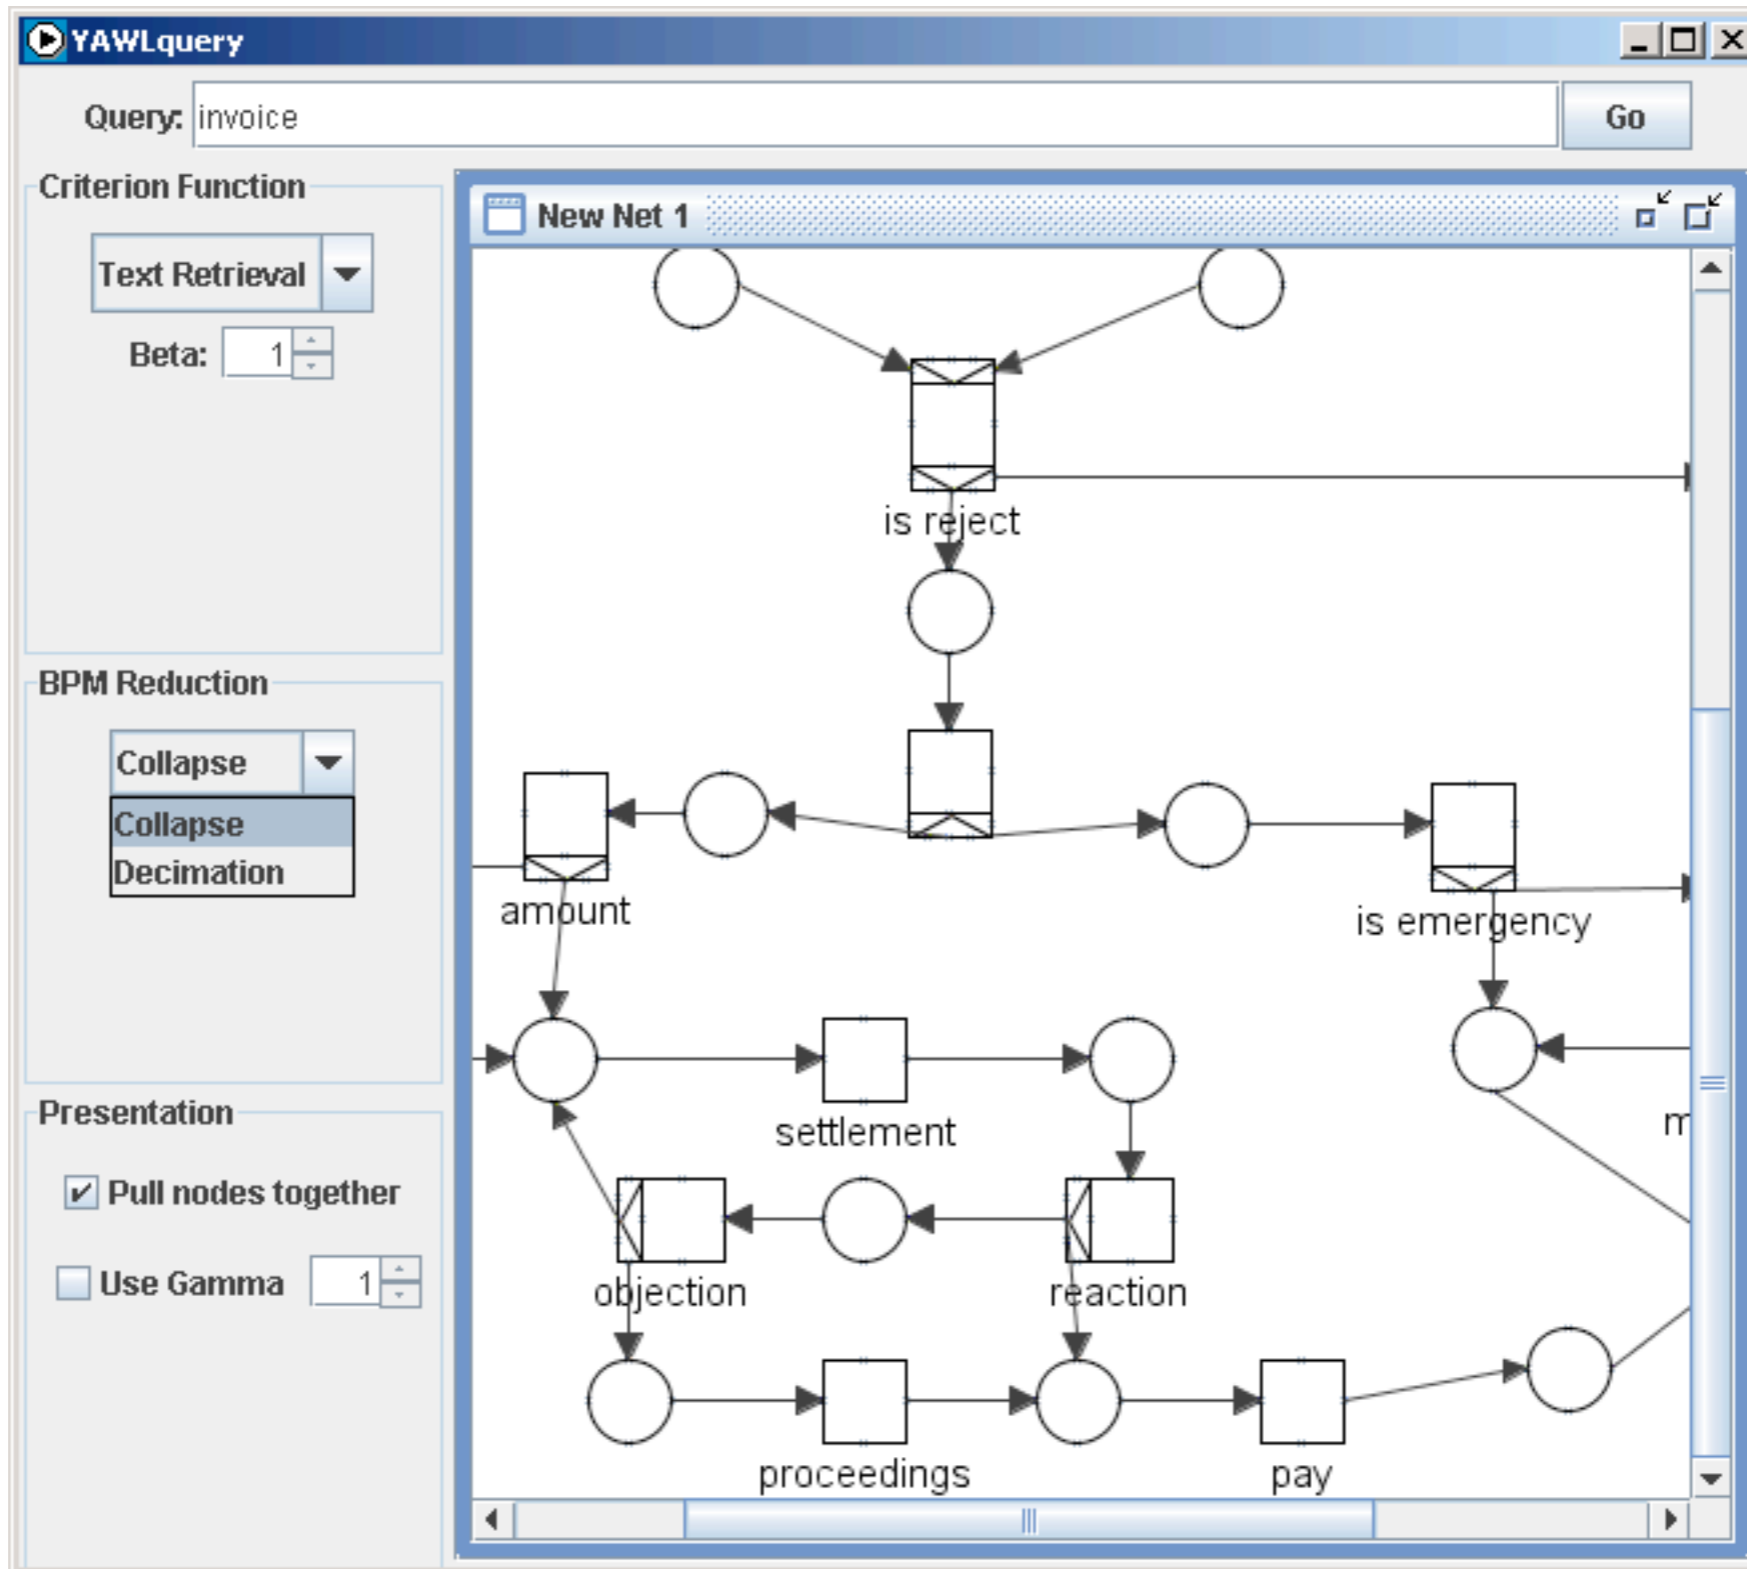 YAWLquery
Query: invoice Go
Criterion Function
Text Retrieval
Beta: 1
BPM Reduction
Collapse
Collapse
Decimation
Presentation
Pull nodes together
Use Gamma 1
New Net 1
is reject
amount
is emergency
settlement
m
objection
reaction
proceedings
pay